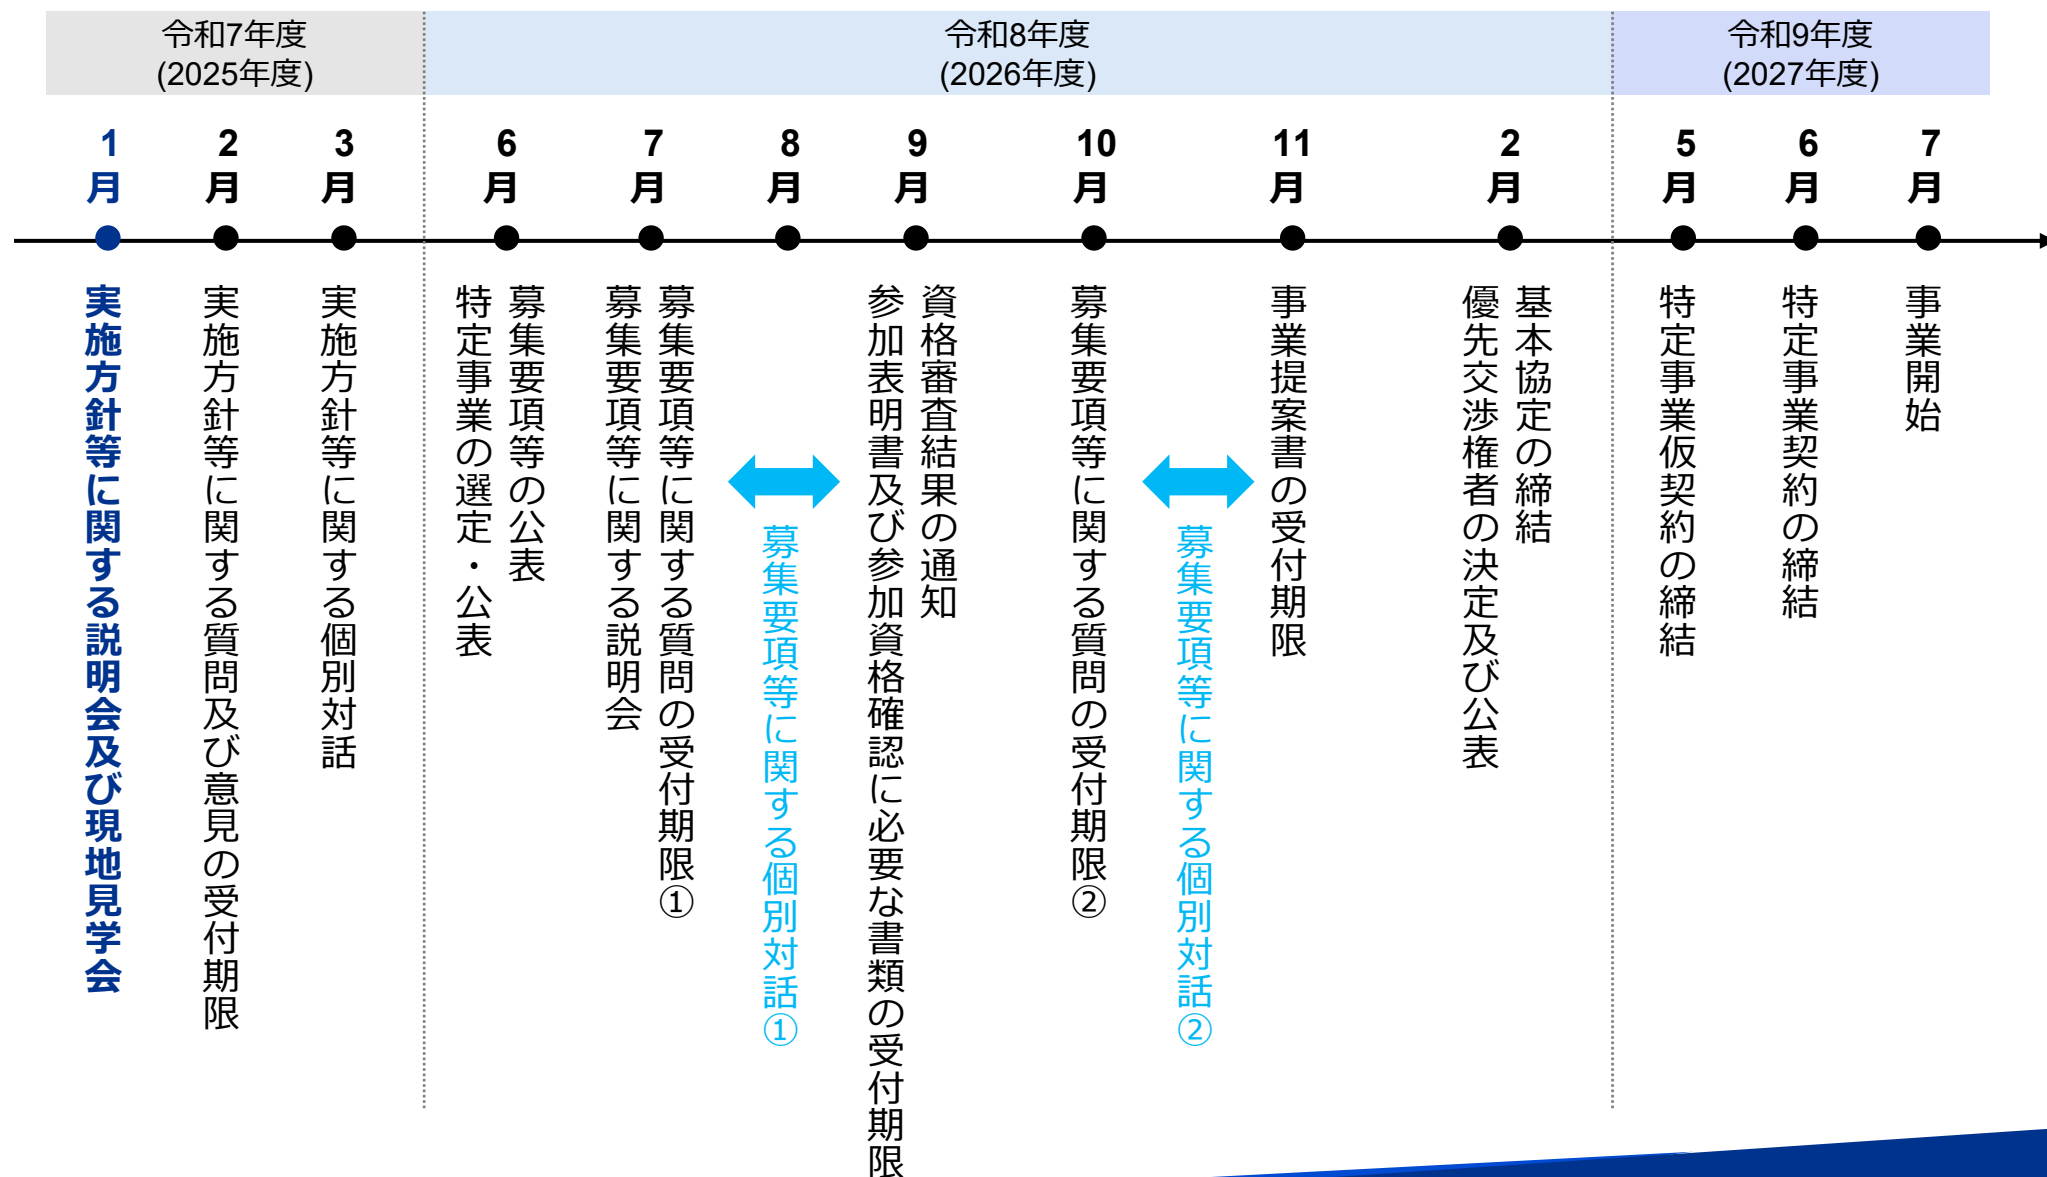 令和7年度
(2025年度)
令和8年度
(2026年度)
令和9年度
(2027年度)
1
月
2
月
3
月
6
月
7
月
8
月
9
月
10
月
11
月
2
月
5
月
6
月
7
月
実施方針等に関する説明会及び現地見学会
実施方針等に関する質問及び意見の受付期限
実施方針等に関する個別対話
募集要項等の公表
特定事業の選定・公表
募集要項等に関する質問の受付期限①
募集要項等に関する説明会
募集要項等に関する個別対話①
資格審査結果の通知
参加表明書及び参加資格確認に必要な書類の受付期限
募集要項等に関する質問の受付期限②
募集要項等に関する個別対話②
事業提案書の受付期限
基本協定の締結
優先交渉権者の決定及び公表
特定事業仮契約の締結
特定事業契約の締結
事業開始